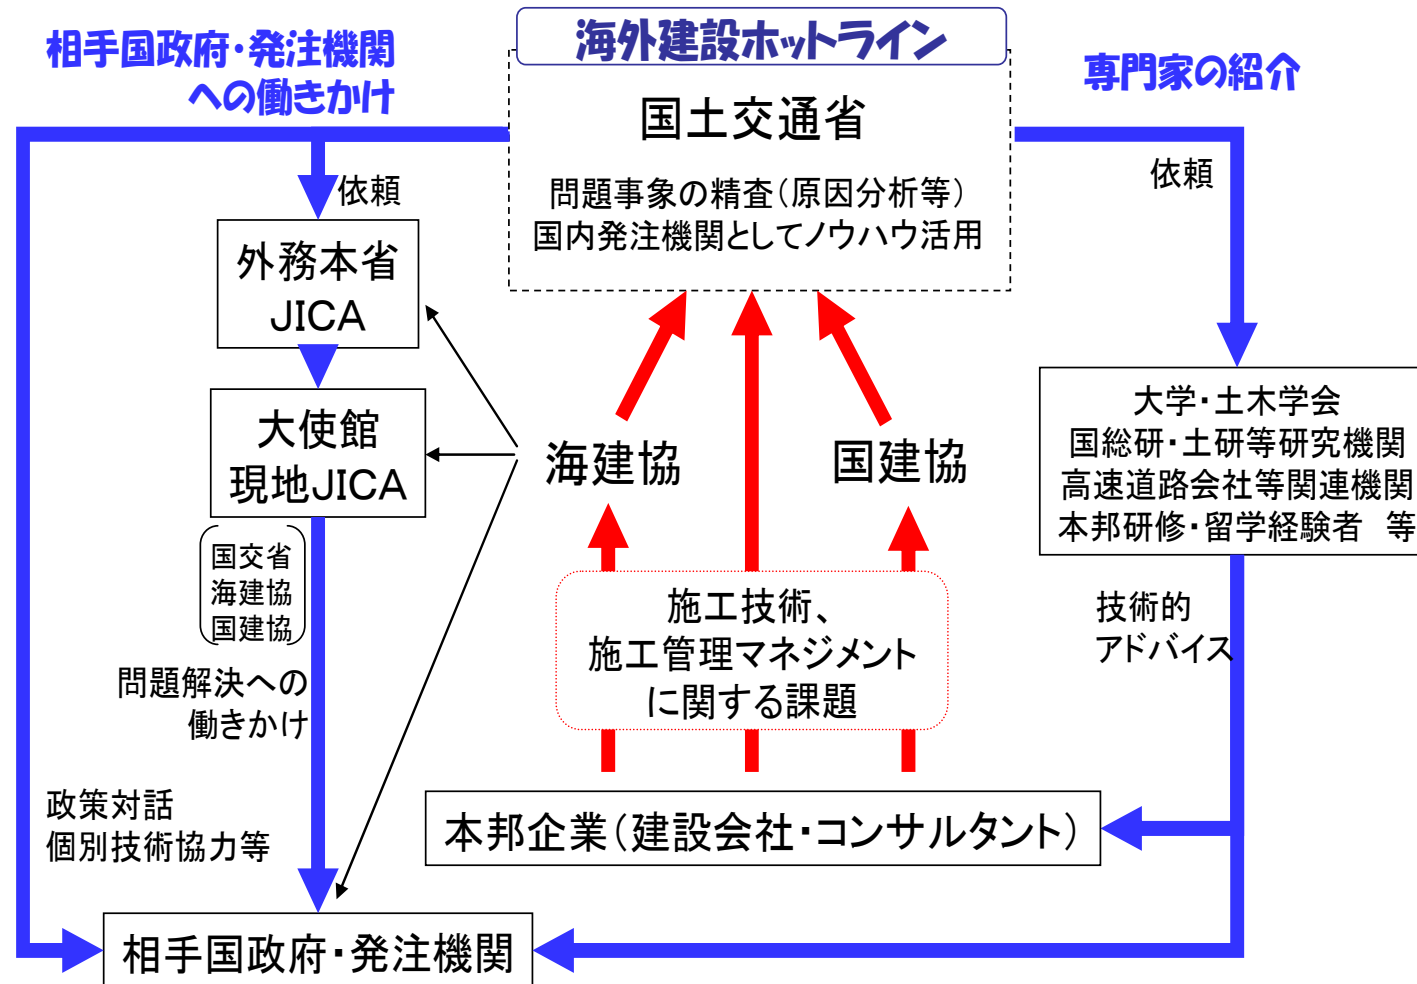 海外建設ホットライン
相手国政府・発注機関
への働きかけ
専門家の紹介
国土交通省
問題事象の精査(原因分析等)
国内発注機関としてノウハウ活用
依頼
依頼
外務本省
JICA
大使館
現地JICA
国交省
海建協
国建協
問題解決への
働きかけ
政策対話
個別技術協力等
海建協
国建協
施工技術、
施工管理マネジメント
に関する課題
大学・土木学会
国総研・土研等研究機関
高速道路会社等関連機関
本邦研修・留学経験者 等
技術的
アドバイス
本邦企業(建設会社・コンサルタント)
相手国政府・発注機関